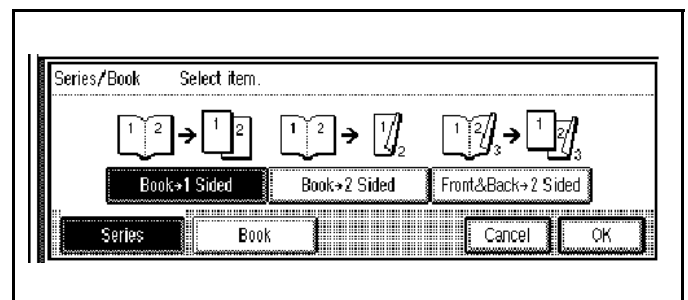 Series/Book Select item.
1 2 → 1 2 1 2 → 1 2 1 2 3 → 1 2 3
Book→1 Sided Book→2 Sided Front&Back→2 Sided
Series Book Cancel OK